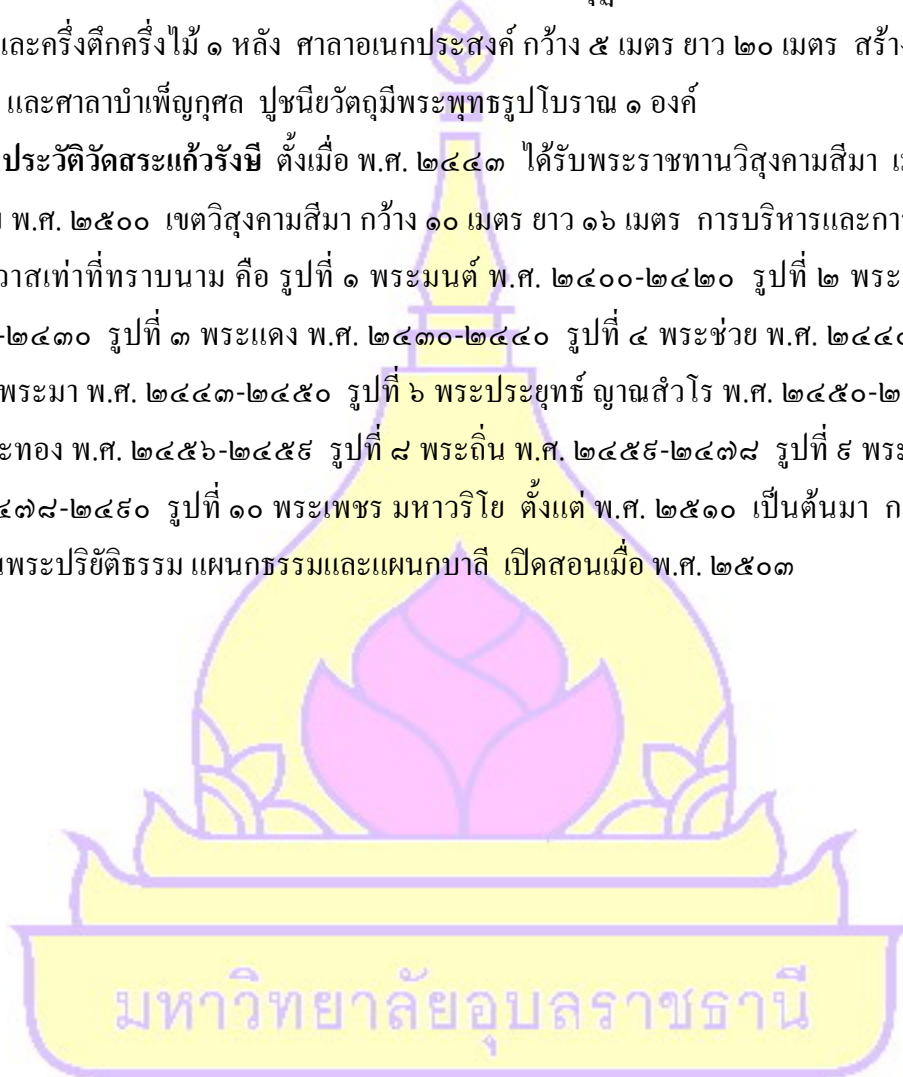 และครึ่งตึกครึ่งไม้ ๑ หลัง ศาลาอเนกประสงค์ กว้าง ๕ เมตร ยาว ๒๐ เมตร สร้าง
และศาลาบำเพ็ญกุศล ปูชนียวัตถุมีพระพุทธรูปโบราณ ๑ องค์
ประวัติวัดสระแก้วรังษี ตั้งเมื่อ พ.ศ. ๒๔๔๓ ได้รับพระราชทานวิสุงคามสีมา
พ.ศ. ๒๕๐๐ เขตวิสุงคามสีมา กว้าง ๑๐ เมตร ยาว ๑๖ เมตร การบริหารและกา
วาสเท่าที่ทราบนาม คือ รูปที่ ๑ พระมนต์ พ.ศ. ๒๔๐๐-๒๔๒๐ รูปที่ ๒ พระ
-๒๔๓๐ รูปที่ ๓ พระแดง พ.ศ. ๒๔๓๐-๒๔๔๐ รูปที่ ๔ พระช่วย พ.ศ. ๒๔๔๐
พระมา พ.ศ. ๒๔๔๓-๒๔๕๐ รูปที่ ๖ พระประยุทธ์ ญาณสํวโร พ.ศ. ๒๔๕๐-๒
ะทอง พ.ศ. ๒๔๕๖-๒๔๕๙ รูปที่ ๘ พระถิ่น พ.ศ. ๒๔๕๙-๒๔๗๘ รูปที่ ๙ พระ
๔๗๘-๒๔๙๐ รูปที่ ๑๐ พระเพชร มหาวริโย ตั้งแต่ พ.ศ. ๒๕๑๐ เป็นต้นมา ก
นพระปริยัติธรรม แผนกธรรมและแผนกบาลี เปิดสอนเมื่อ พ.ศ. ๒๕๐๓
มหาวิทยาลัยอุบลราชธานี